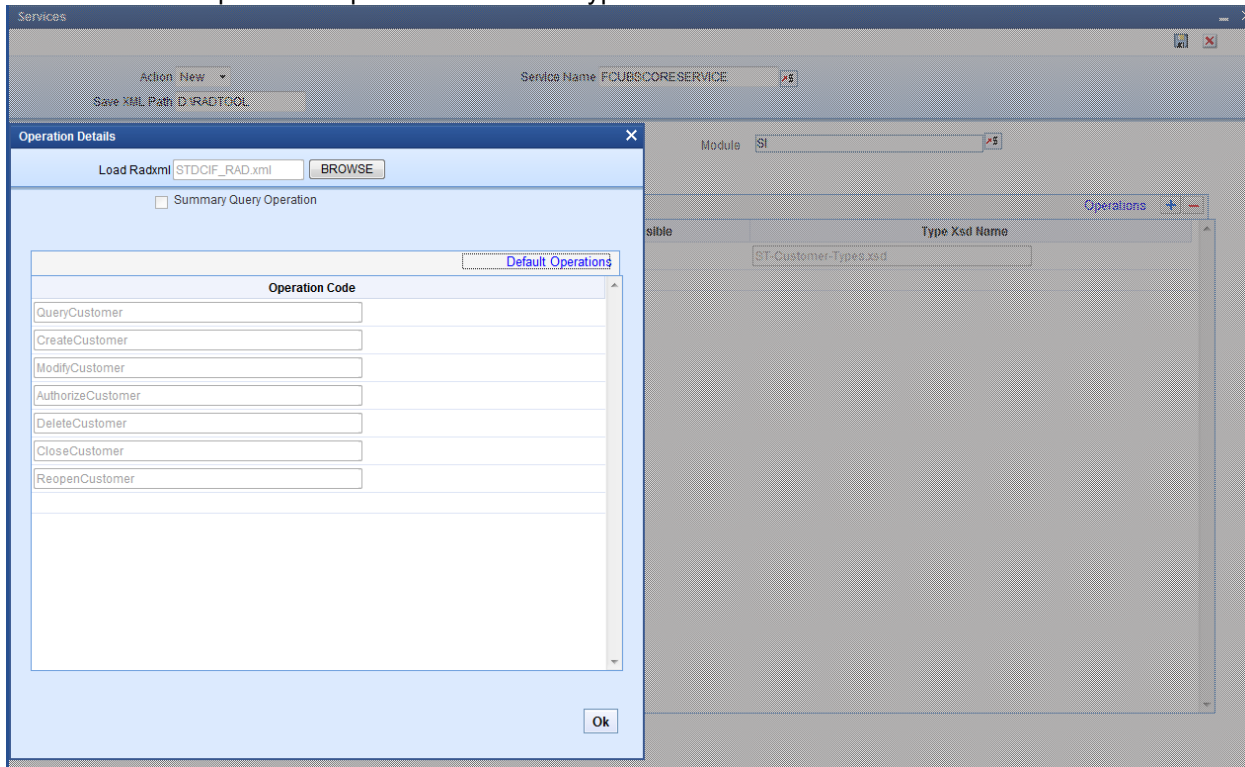 Services
Action New
Service Name FCUBSCORESERVICE
Save XML Path D:\RADTOOL
Operation Details
Module SI
Load Radxml STDCIF_RAD.xml BROWSE
Summary Query Operation
Operations + -
sible Type Xsd Name
ST-Customer-Types.xsd
Default Operations
Operation Code
QueryCustomer
CreateCustomer
ModifyCustomer
AuthorizeCustomer
DeleteCustomer
CloseCustomer
ReopenCustomer
Ok